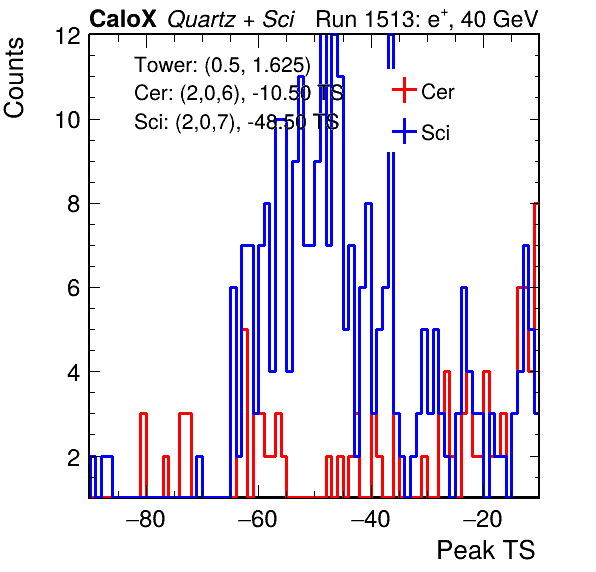 CaloX Quartz + Sci Run 1513: e+, 40 GeV
Counts
Tower: (0.5, 1.625)
Cer: (2,0,6), -10.50 TS
Sci: (2,0,7), -48.50 TS
Cer
Sci
12
10
8
6
4
2
−80 −60 −40 −20
Peak TS